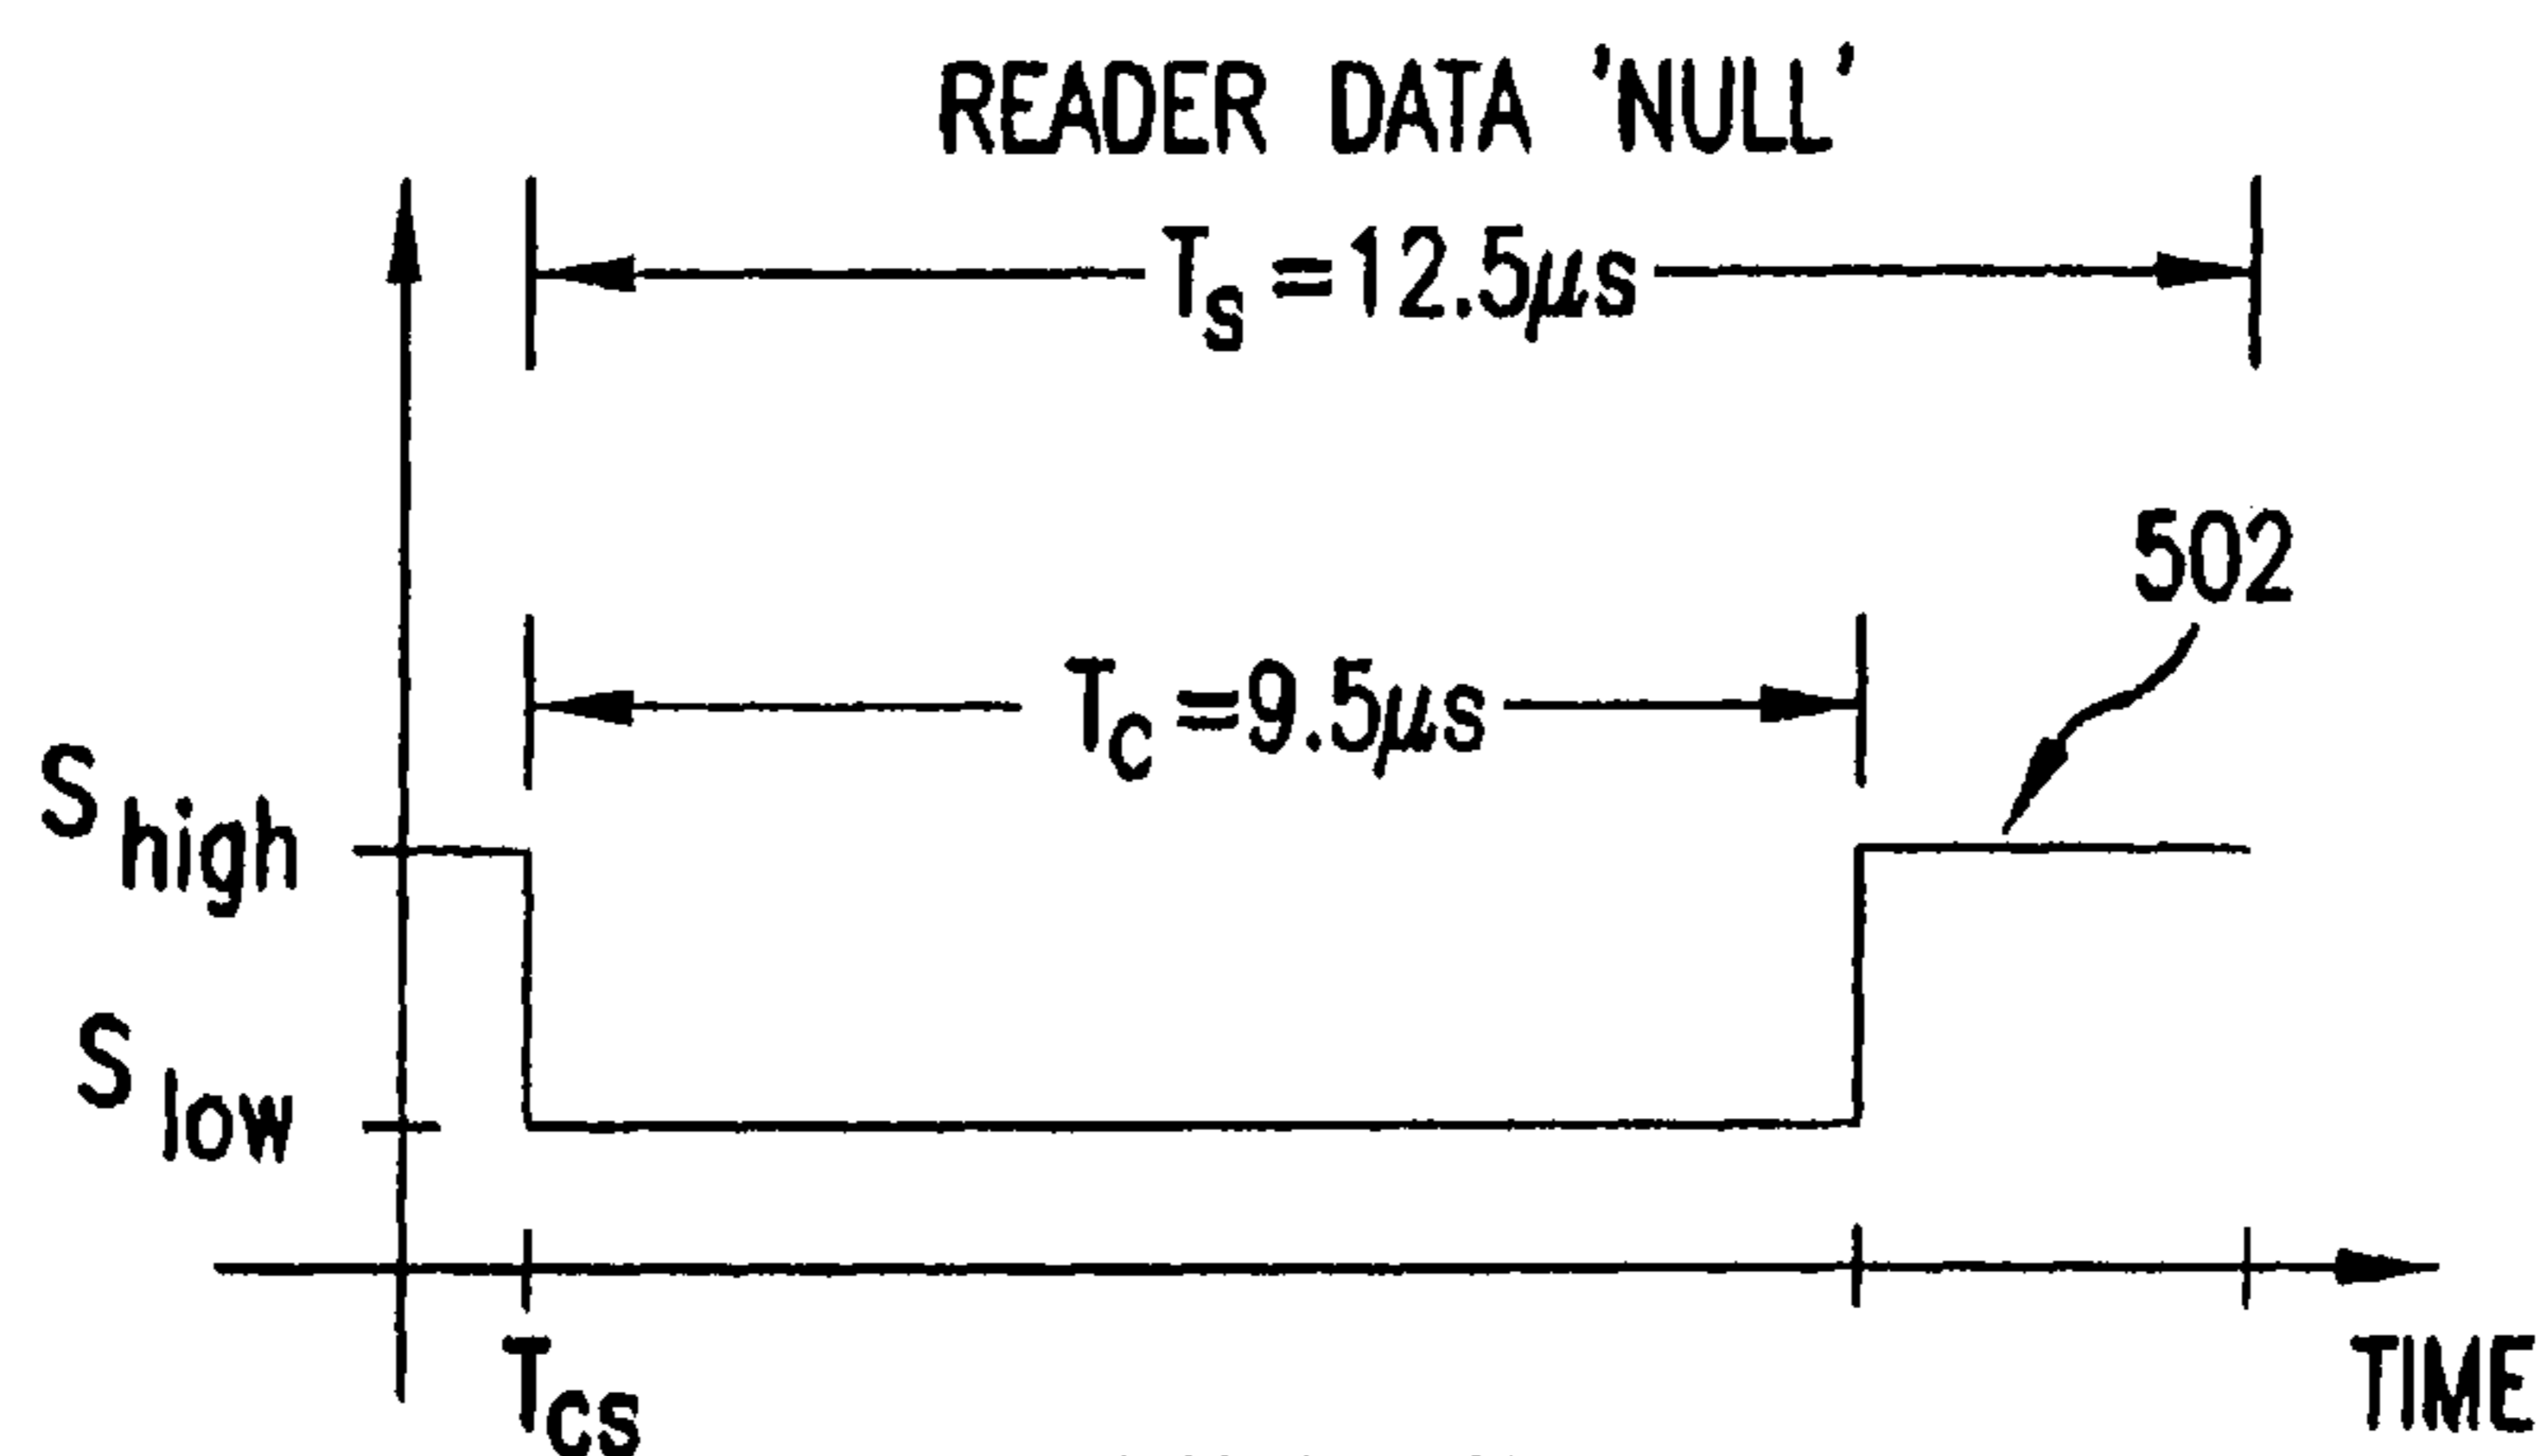 READER DATA 'NULL'
Ts =12.5μs
502
Tc =9.5μs
S high
S low
Tcs
TIME